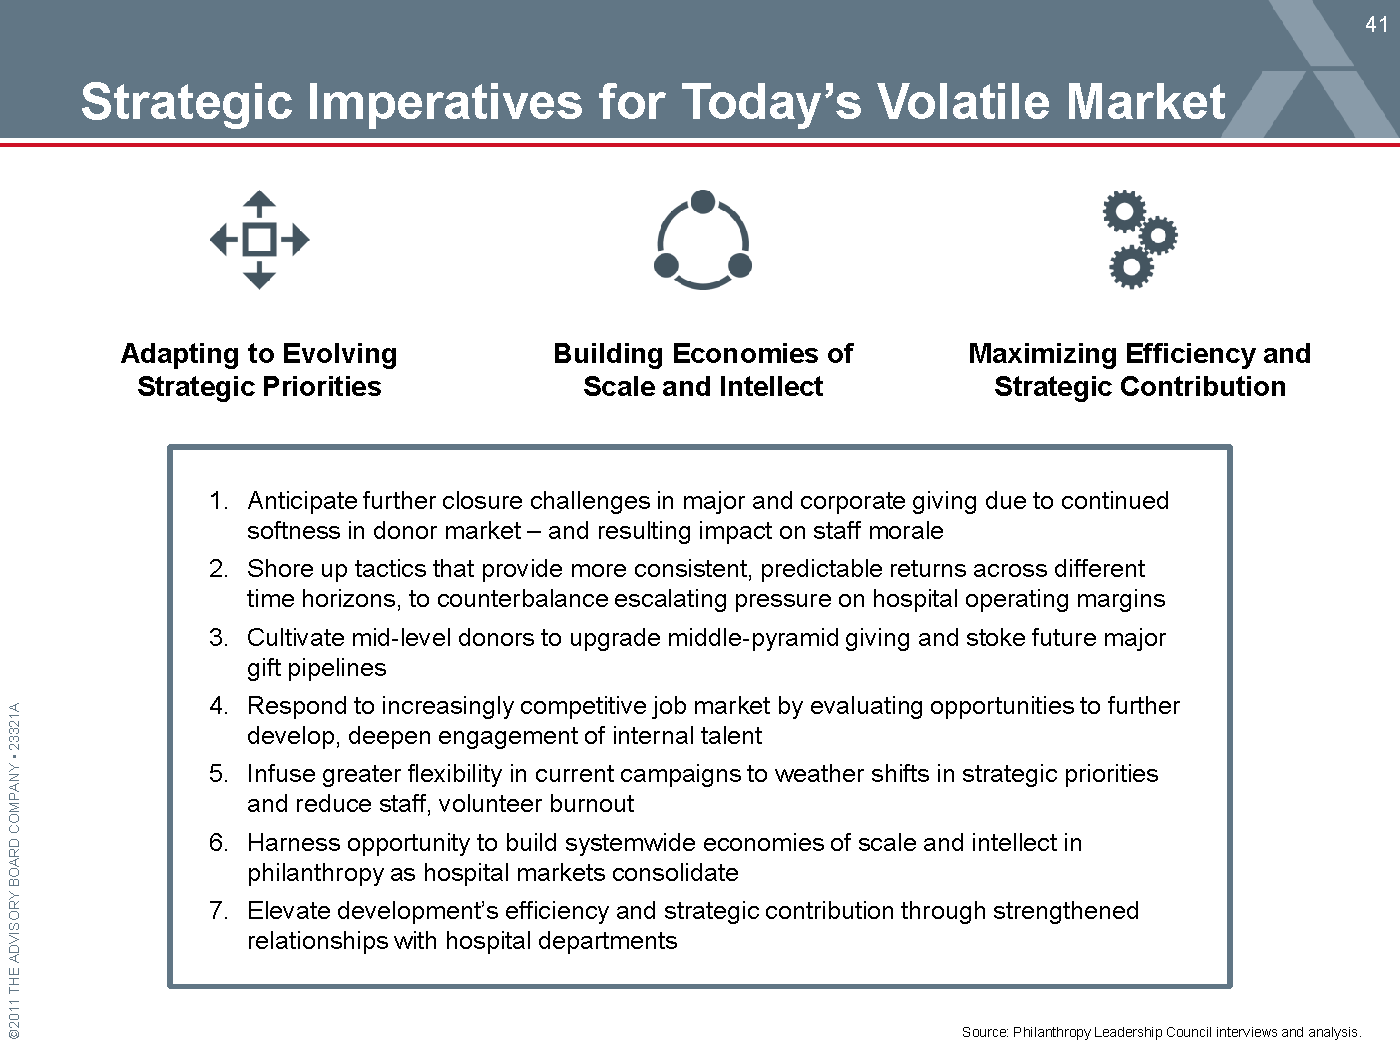 41
Strategic Imperatives for Today’s Volatile Market
Adapting to Evolving
Strategic Priorities
Building Economies of
Scale and Intellect
Maximizing Efficiency and
Strategic Contribution
1. Anticipate further closure challenges in major and corporate giving due to continued
softness in donor market – and resulting impact on staff morale
2. Shore up tactics that provide more consistent, predictable returns across different
time horizons, to counterbalance escalating pressure on hospital operating margins
3. Cultivate mid-level donors to upgrade middle-pyramid giving and stoke future major
gift pipelines
4. Respond to increasingly competitive job market by evaluating opportunities to further
develop, deepen engagement of internal talent
5. Infuse greater flexibility in current campaigns to weather shifts in strategic priorities
and reduce staff, volunteer burnout
6. Harness opportunity to build systemwide economies of scale and intellect in
philanthropy as hospital markets consolidate
7. Elevate development’s efficiency and strategic contribution through strengthened
relationships with hospital departments
©2011 THE ADVISORY BOARD COMPANY • 23321A
Source: Philanthropy Leadership Council interviews and analysis.